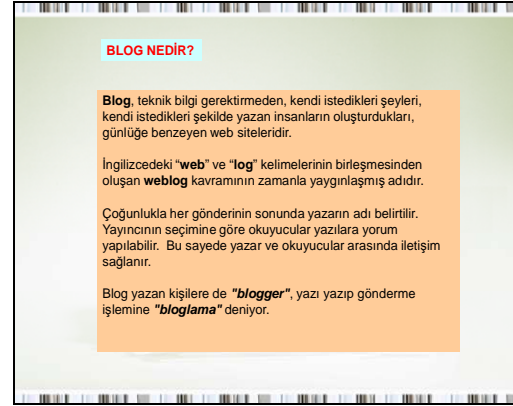 BLOG NEDİR?
Blog, teknik bilgi gerektirmeden, kendi istedikleri şeyleri,
kendi istedikleri şekilde yazan insanların oluşturdukları,
günlüğe benzeyen web siteleridir.
İngilizcedeki “web” ve “log” kelimelerinin birleşmesinden
oluşan weblog kavramının zamanla yaygınlaşmış adıdır.
Çoğunlukla her gönderinin sonunda yazarın adı belirtilir.
Yayıncının seçimine göre okuyucular yazılara yorum
yapılabilir. Bu sayede yazar ve okuyucular arasında iletişim
sağlanır.
Blog yazan kişilere de "blogger", yazı yazıp gönderme
işlemine "bloglama" deniyor.